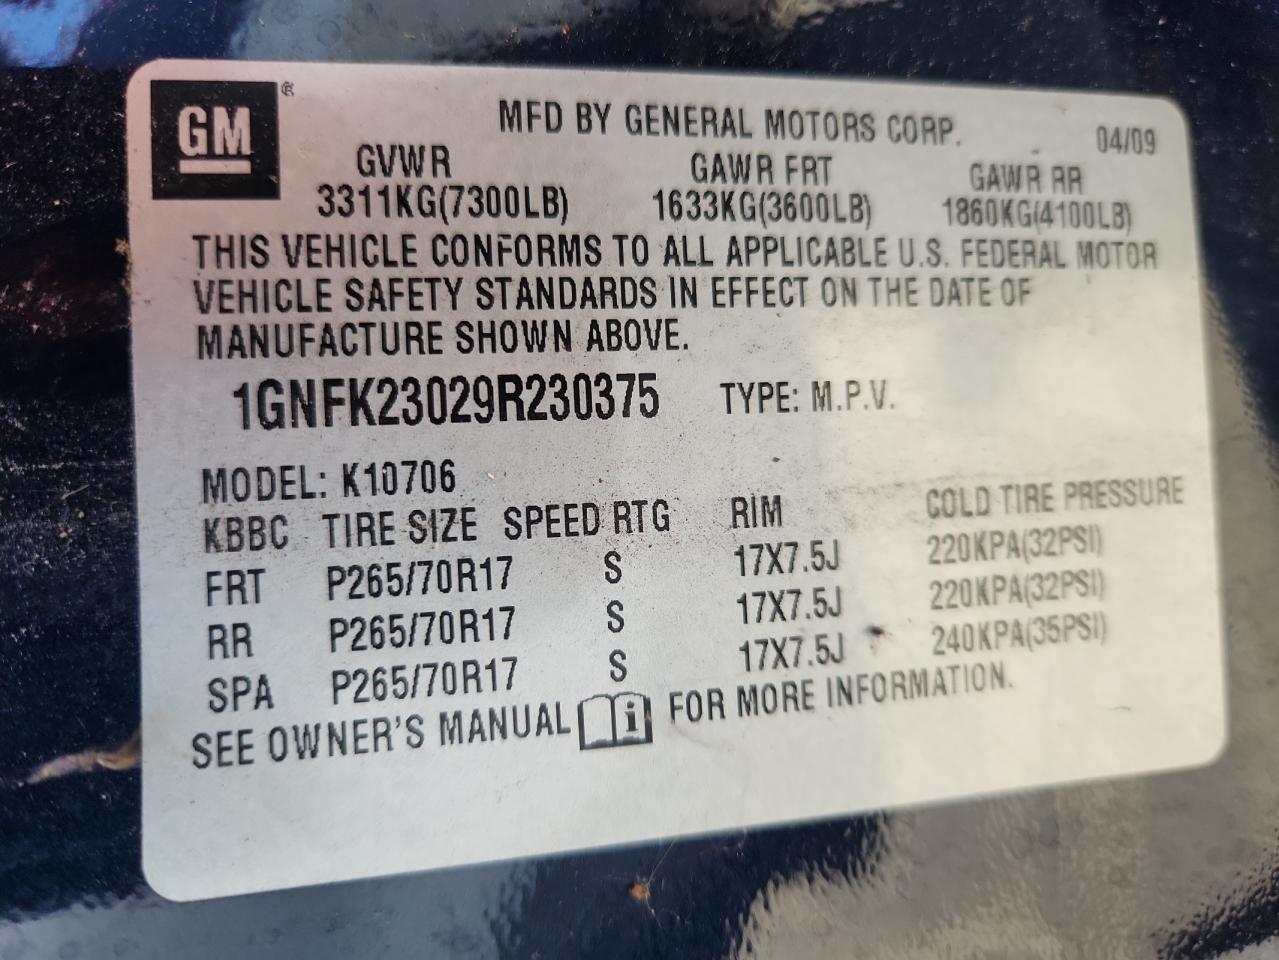 GM ®
MFD BY GENERAL MOTORS CORP. 04/09
GVWR GAWR FRT GAWR RR
3311KG(7300LB) 1633KG(3600LB) 1860KG(4100LB)
THIS VEHICLE CONFORMS TO ALL APPLICABLE U.S. FEDERAL MOTOR
VEHICLE SAFETY STANDARDS IN EFFECT ON THE DATE OF
MANUFACTURE SHOWN ABOVE.
1GNFK23029R230375 TYPE: M.P.V.
MODEL: K10706
KBBC TIRE SIZE SPEED RTG RIM COLD TIRE PRESSURE
FRT P265/70R17 S 17X7.5J 220KPA(32PSI)
RR P265/70R17 S 17X7.5J 220KPA(32PSI)
SPA P265/70R17 S 17X7.5J 240KPA(35PSI)
SEE OWNER'S MANUAL i FOR MORE INFORMATION.